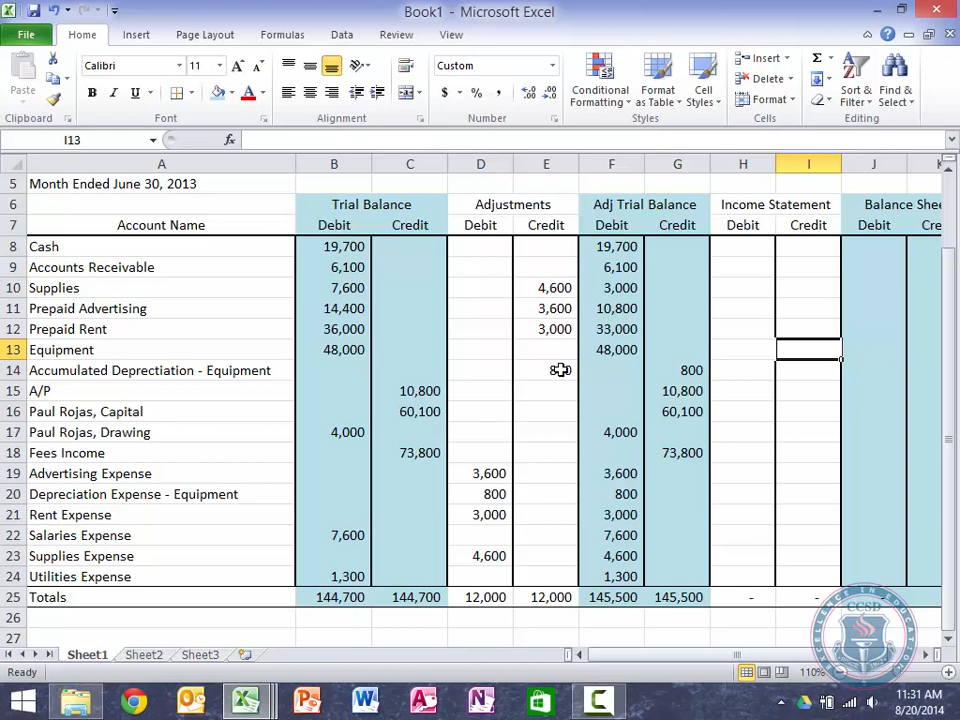 Book1 - Microsoft Excel
File Home Insert Page Layout Formulas Data Review View
Paste
Calibri 11
B I U A
Custom
$ % ,
Conditional Formatting
Format as Table
Cell Styles
Insert
Delete
Format
Σ
Sort & Filter
Find & Select
Clipboard Font Alignment Number Styles Cells Editing
I13 fx
A B C D E F G H I J K
5 Month Ended June 30, 2013
6 Trial Balance Adjustments Adj Trial Balance Income Statement Balance Shee
7 Account Name Debit Credit Debit Credit Debit Credit Debit Credit Debit Cre
8 Cash 19,700 19,700
9 Accounts Receivable 6,100 6,100
10 Supplies 7,600 4,600 3,000
11 Prepaid Advertising 14,400 3,600 10,800
12 Prepaid Rent 36,000 3,000 33,000
13 Equipment 48,000 48,000
14 Accumulated Deprectiation - Equipment 800
15 A/P 10,800 10,800
16 Paul Rojas, Capital 60,100 60,100
17 Paul Rojas, Drawing 4,000 4,000
18 Fees Income 73,800 73,800
19 Advertising Expense 3,600 3,600
20 Depreciation Expense - Equipment 800 800
21 Rent Expense 3,000 3,000
22 Salaries Expense 7,600 7,600
23 Supplies Expense 4,600 4,600
24 Utilities Expense 1,300 1,300
25 Totals 144,700 144,700 12,000 12,000 145,500 145,500 - - -
26
27
CCSD
Sheet1 Sheet2 Sheet3
Ready 110%
11:31 AM
8/20/2014